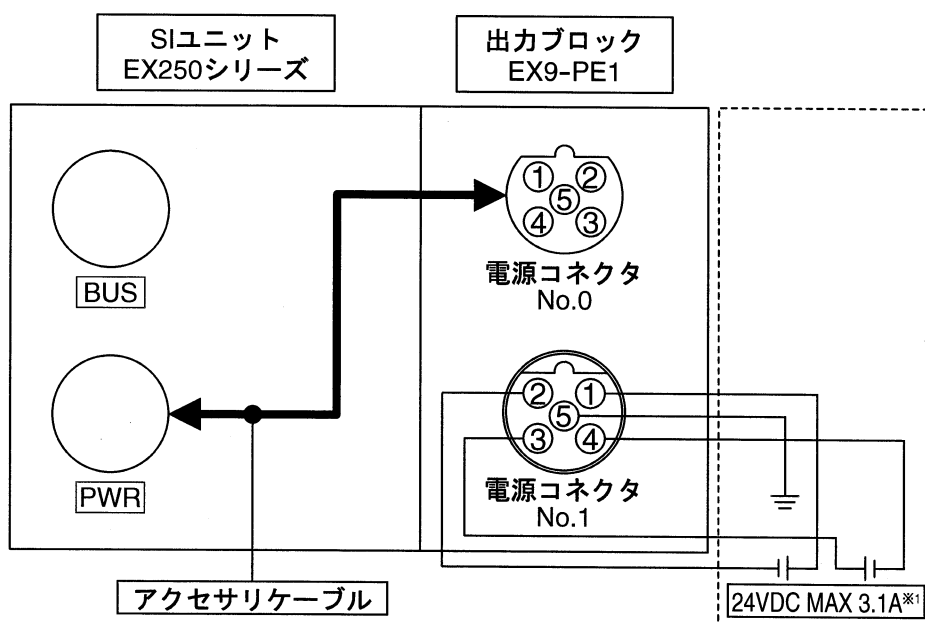 SIユニット
EX250シリーズ
出力ブロック
EX9-PE1
BUS
PWR
① ②
⑤
④ ③
電源コネクタ
No.0
② ①
⑤
③ ④
電源コネクタ
No.1
アクセサリケーブル
24VDC MAX 3.1A※1